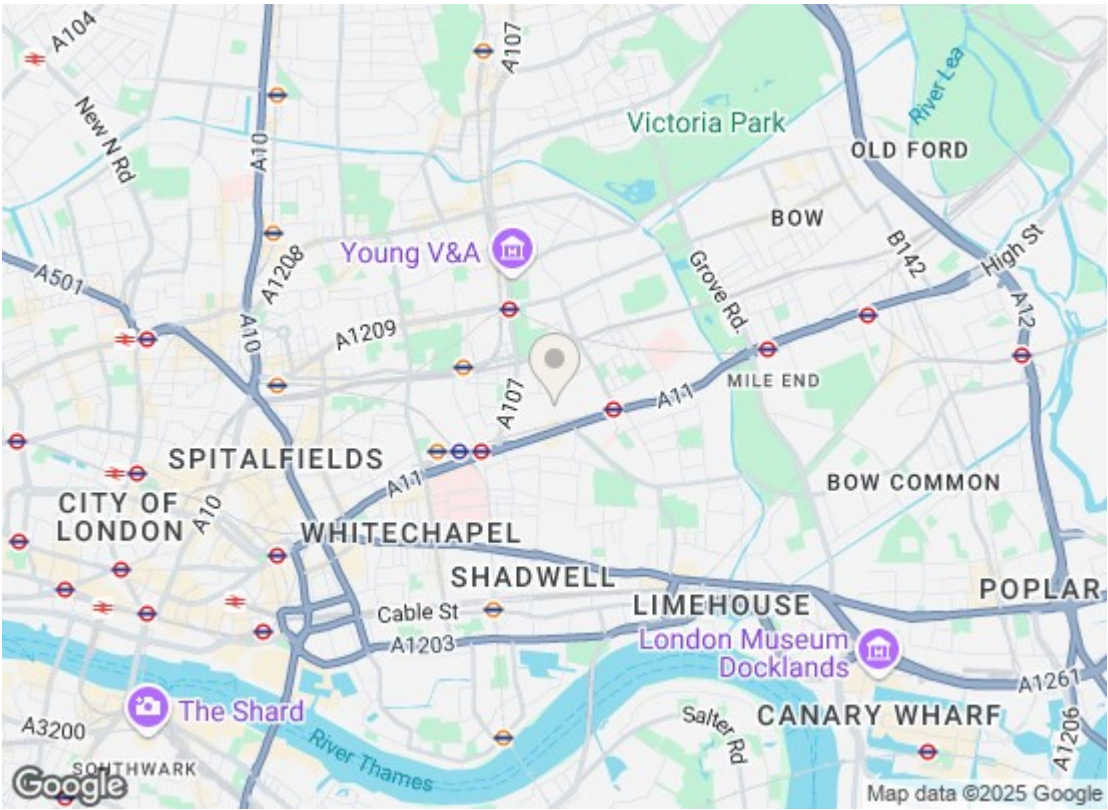 A104
A107
New N Rd
River Lea
Victoria Park
OLD FORD
A10
BOW
B142
High St
Young V&A
A1208
Grove Rd.
A501
A12
A10
A1209
MILE END
A107
A11
SPITALFIELDS
A11
BOW COMMON
CITY OF
LONDON
A10
WHITECHAPEL
SHADWELL
POPLAR
LIMEHOUSE
Cable St
A1203
London Museum
Docklands
A1261
The Shard
Salter Rd
CANARY WHARF
A3200
A1206
River Thames
SOUTHWARK
Google
Map data ©2025 Google